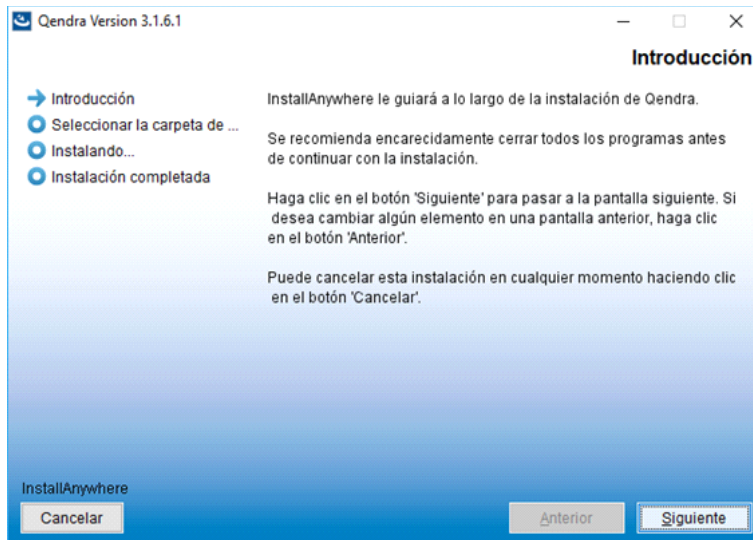 Qendra Version 3.1.6.1
Introducción
Introducción
Seleccionar la carpeta de ...
Instalando...
Instalación completada
InstallAnywhere le guiará a lo largo de la instalación de Qendra.
Se recomienda encarecidamente cerrar todos los programas antes
de continuar con la instalación.
Haga clic en el botón 'Siguiente' para pasar a la pantalla siguiente. Si
desea cambiar algún elemento en una pantalla anterior, haga clic
en el botón 'Anterior'.
Puede cancelar esta instalación en cualquier momento haciendo clic
en el botón 'Cancelar'.
InstallAnywhere
Cancelar
Anterior
Siguiente